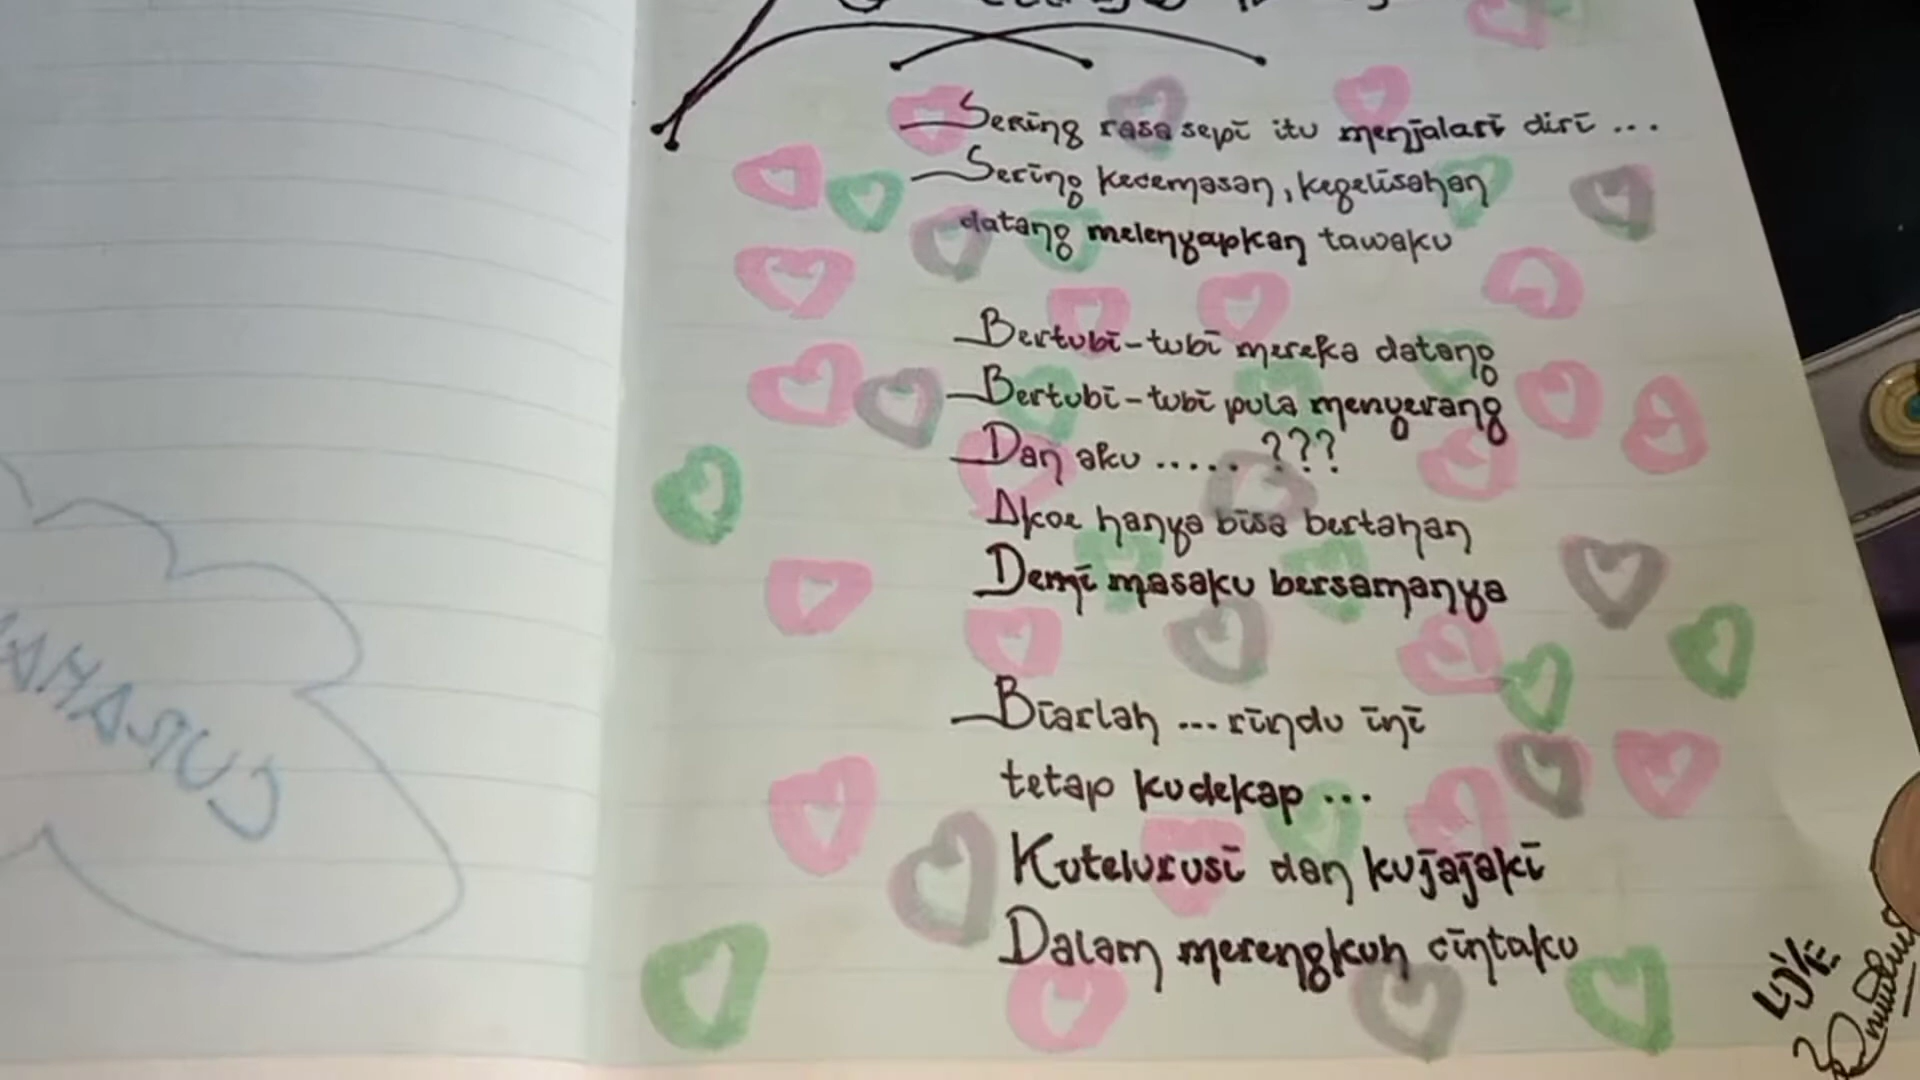 Sering rasa sepi itu menjalari diri ...
Sering kecemasan, kegelisahan
datang melenyapkan tawaku
Bertubi-tubi mereka datang
Bertubi-tubi pula menyerang
Dan aku ..... ???
Akoe hanya bisa bertahan
Demi masaku bersamanya
Biarlah ... rindu ini
tetap kudekap ...
Kutelurusi dan kujajaki
Dalam merengkuh cintaku